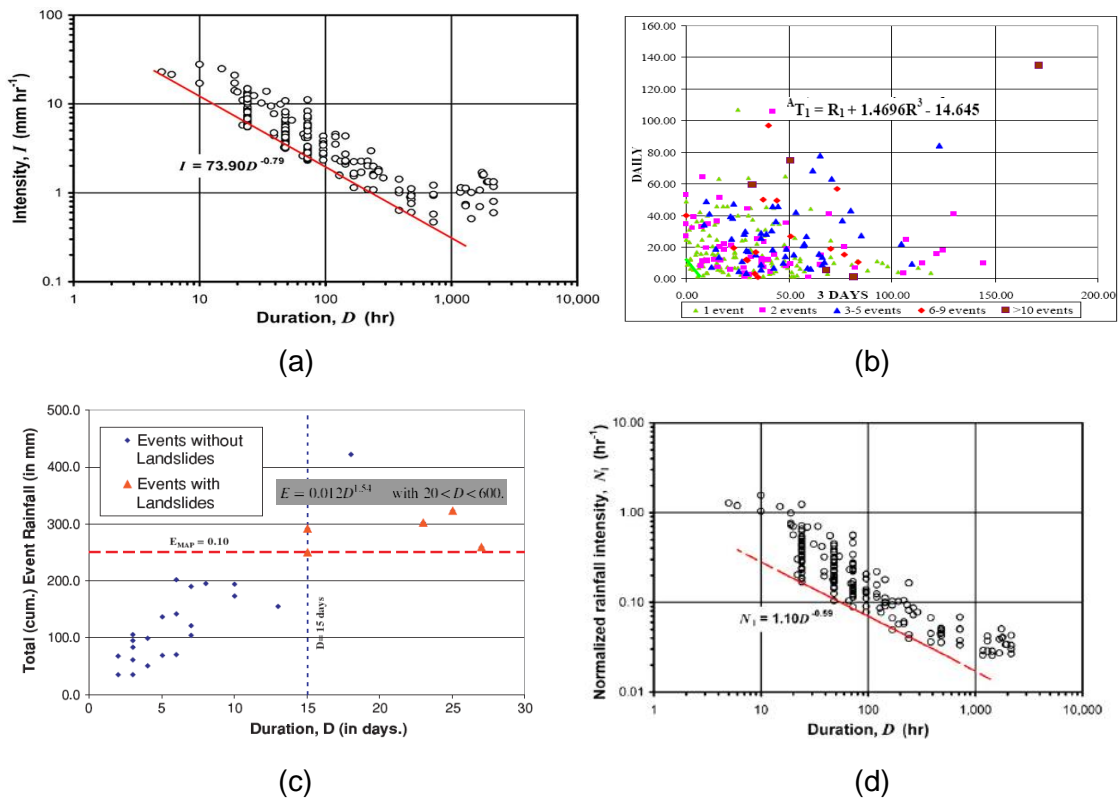 Intensity, I (mm hr⁻¹)
100
10
1
0.1
I = 73.90D⁻⁰·⁷⁹
1
10
100
1,000
10,000
Duration, D (hr)
(a)
DAILY
160.00
140.00
120.00
100.00
80.00
60.00
40.00
20.00
0.00
ᴬT₁ = R₁ + 1.4696R³ - 14.645
0.00
50.00
100.00
150.00
200.00
3 DAYS
1 event
2 events
3-5 events
6-9 events
>10 events
(b)
Total (cum.) Event Rainfall (in mm)
500.0
400.0
300.0
200.0
100.0
0.0
Events without
Landslides
Events with
Landslides
E = 0.012D¹·⁵⁴ with 20 < D < 600.
E_MAP = 0.10
D= 15 days
0
5
10
15
20
25
30
Duration, D (in days.)
(c)
Normalized rainfall intensity, N₁ (hr⁻¹)
10.00
1.00
0.10
0.01
N₁ = 1.10D⁻⁰·⁵⁹
1
10
100
1,000
10,000
Duration, D (hr)
(d)